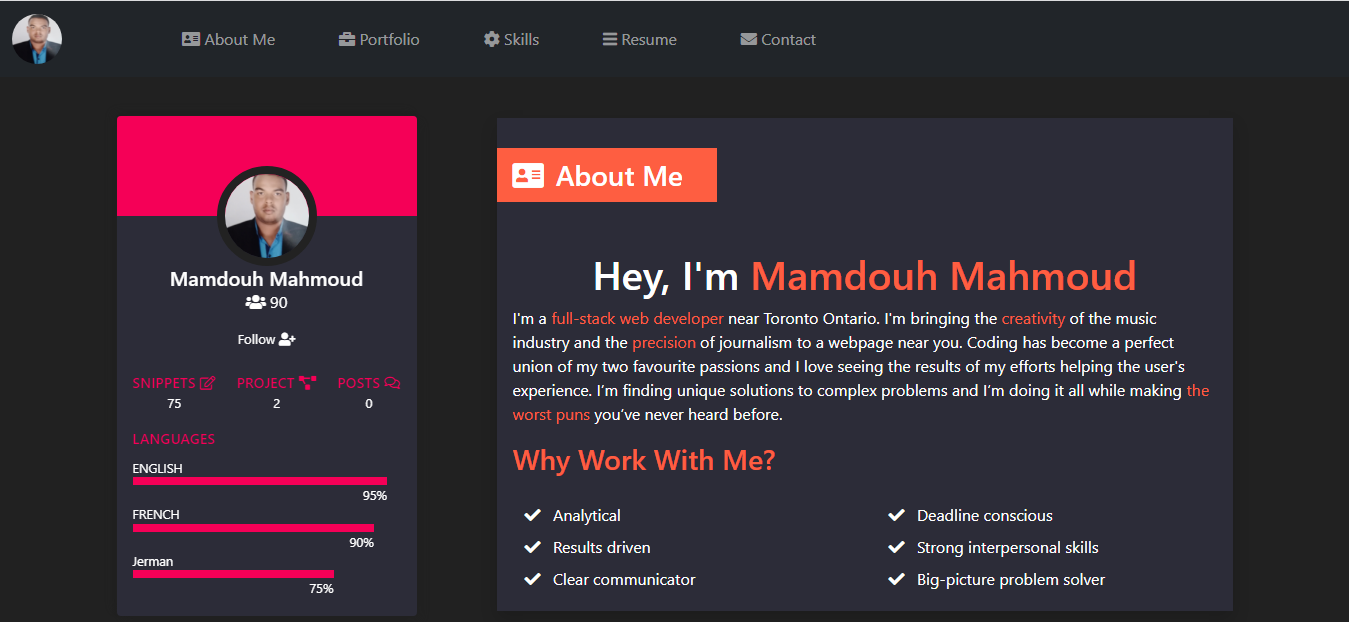 About Me Portfolio Skills Resume Contact
Mamdouh Mahmoud
90
Follow
SNIPPETS PROJECT POSTS
75 2 0
LANGUAGES
ENGLISH
95%
FRENCH
90%
Jerman
75%
About Me
Hey, I'm Mamdouh Mahmoud
I'm a full-stack web developer near Toronto Ontario. I'm bringing the creativity of the music
industry and the precision of journalism to a webpage near you. Coding has become a perfect
union of my two favourite passions and I love seeing the results of my efforts helping the user's
experience. I’m finding unique solutions to complex problems and I’m doing it all while making the
worst puns you’ve never heard before.
Why Work With Me?
Analytical Deadline conscious
Results driven Strong interpersonal skills
Clear communicator Big-picture problem solver